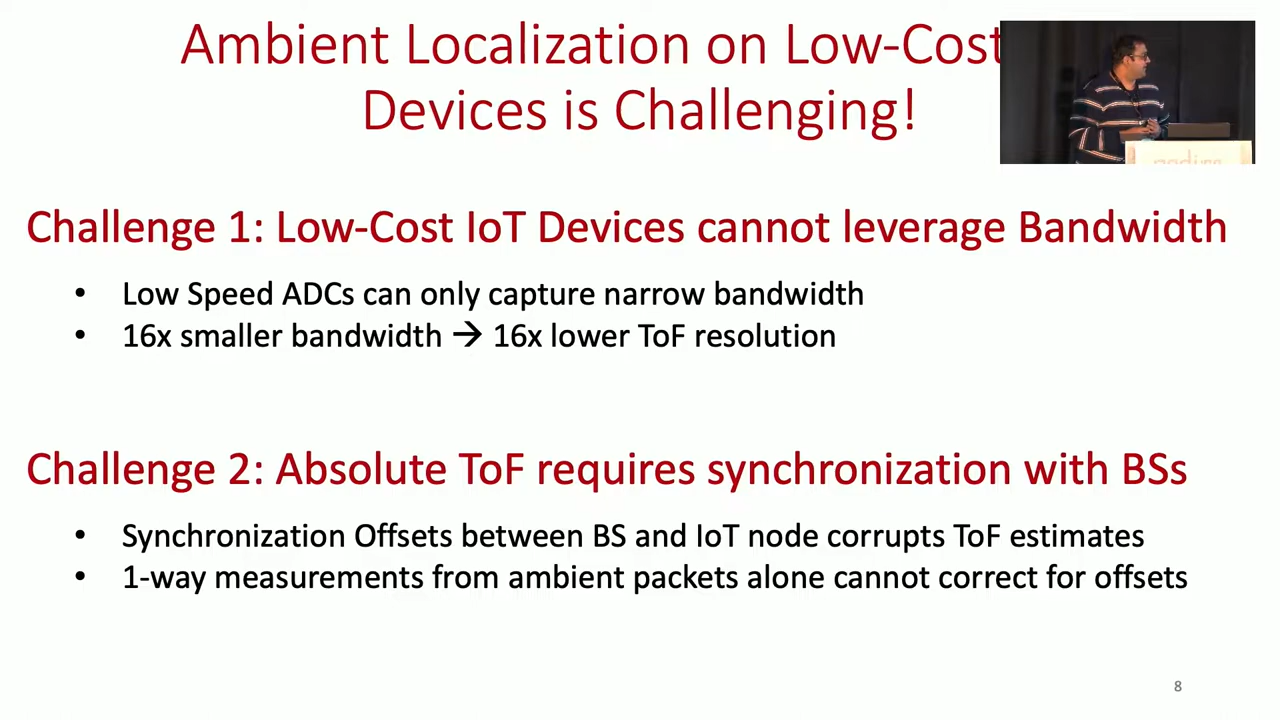 Ambient Localization on Low-Cost
Devices is Challenging!
Challenge 1: Low-Cost IoT Devices cannot leverage Bandwidth
• Low Speed ADCs can only capture narrow bandwidth
• 16x smaller bandwidth → 16x lower ToF resolution
Challenge 2: Absolute ToF requires synchronization with BSs
• Synchronization Offsets between BS and IoT node corrupts ToF estimates
• 1-way measurements from ambient packets alone cannot correct for offsets
8